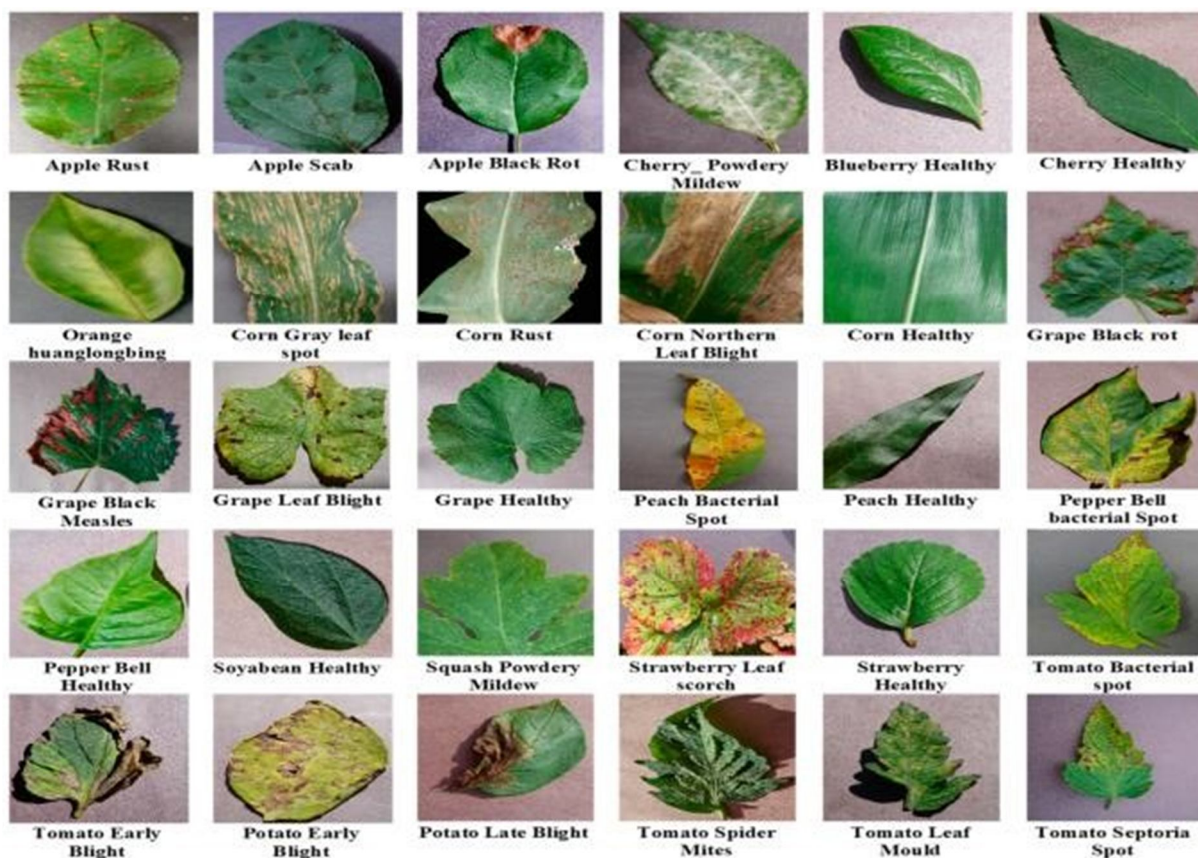 Apple Rust
Apple Scab
Apple Black Rot
Cherry_ Powdery
Mildew
Blueberry Healthy
Cherry Healthy
Orange
huanglongbing
Corn Gray leaf
spot
Corn Rust
Corn Northern
Leaf Blight
Corn Healthy
Grape Black rot
Grape Black
Measles
Grape Leaf Blight
Grape Healthy
Peach Bacterial
Spot
Peach Healthy
Pepper Bell
bacterial Spot
Pepper Bell
Healthy
Soyabean Healthy
Squash Powdery
Mildew
Strawberry Leaf
scorch
Strawberry
Healthy
Tomato Bacterial
spot
Tomato Early
Blight
Potato Early
Blight
Potato Late Blight
Tomato Spider
Mites
Tomato Leaf
Mould
Tomato Septoria
Spot